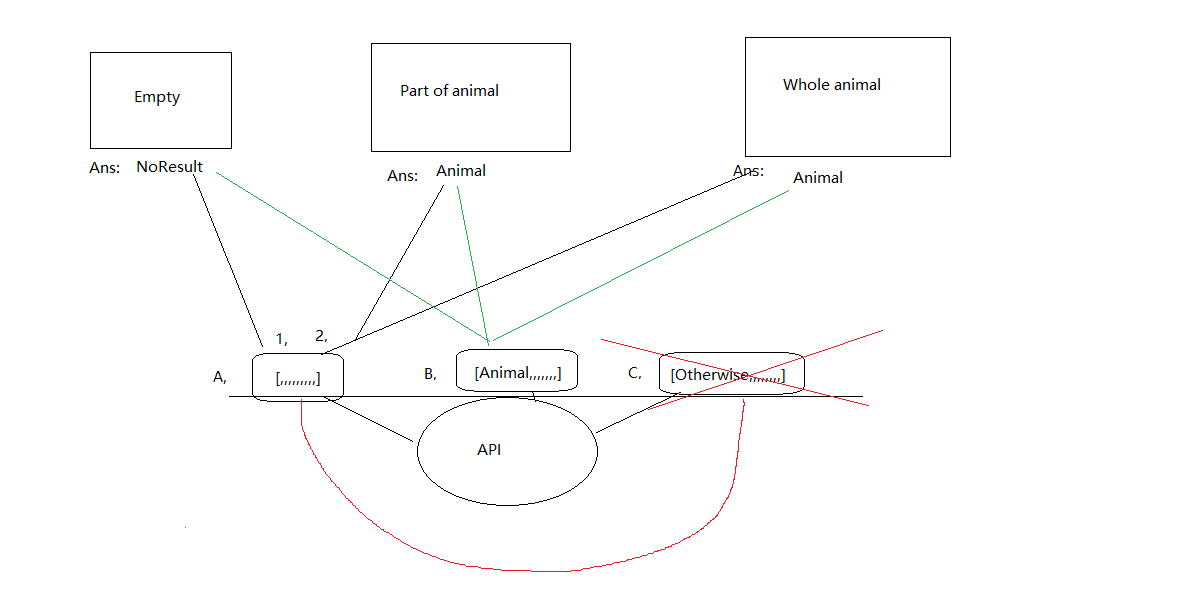 Empty
Part of animal
Whole animal
Ans: NoResult
Ans: Animal
Ans: Animal
1, 2,
A, [,,,,,,,,,]
B, [Animal,,,,,,,]
C, [Otherwise,,,,,,,,]
API